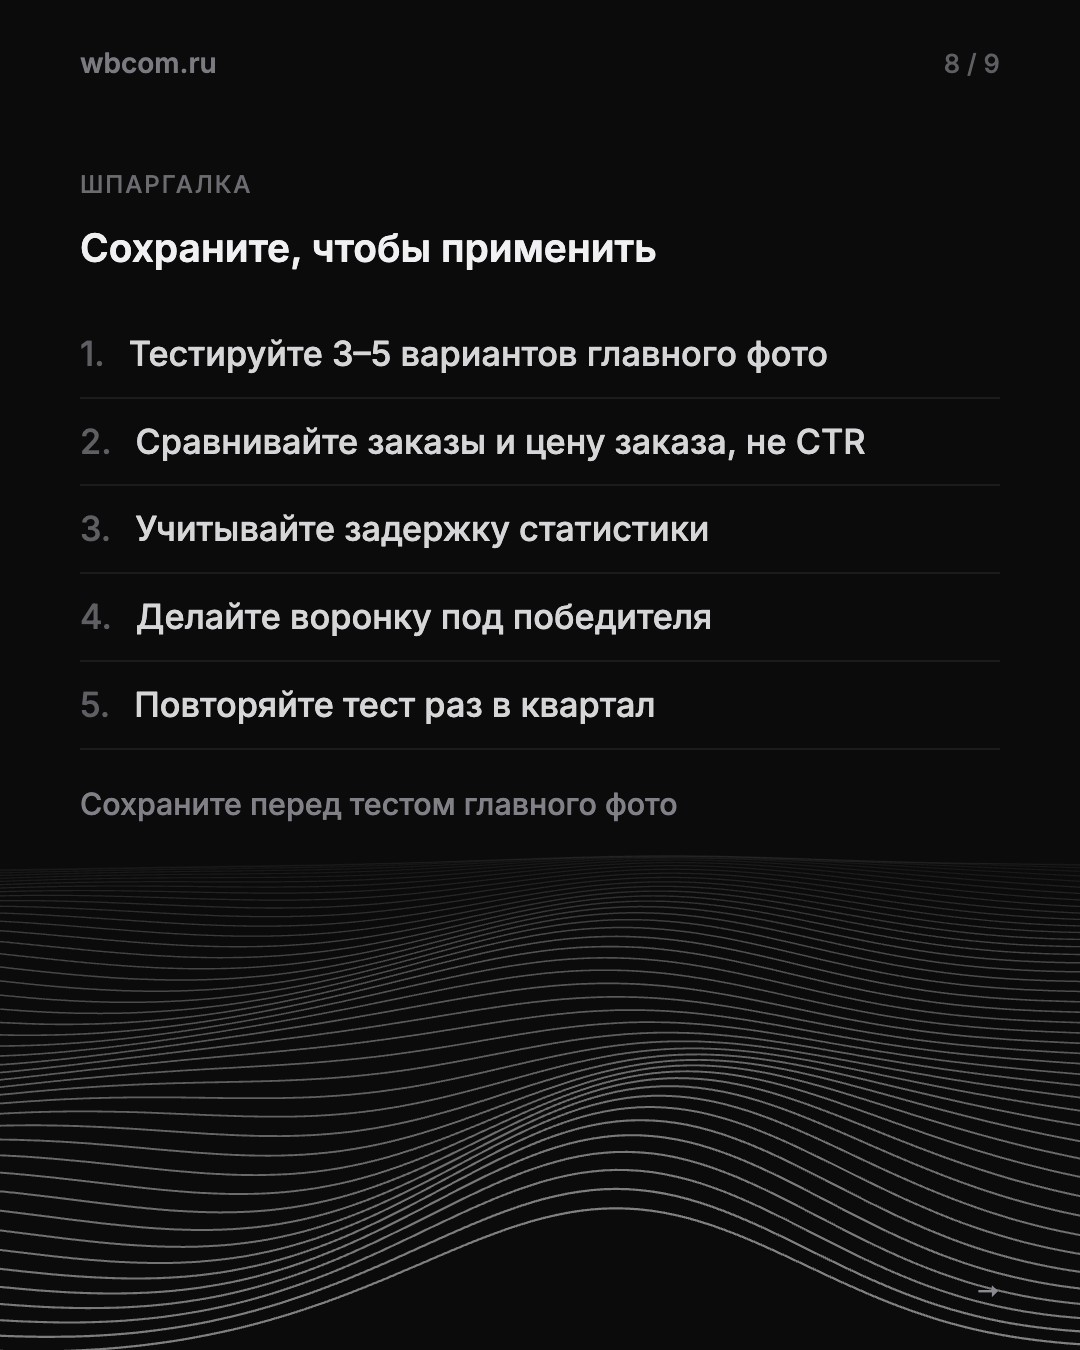 wbcom.ru
8 / 9
ШПАРГАЛКА
Сохраните, чтобы применить
1. Тестируйте 3–5 вариантов главного фото
2. Сравнивайте заказы и цену заказа, не CTR
3. Учитывайте задержку статистики
4. Делайте воронку под победителя
5. Повторяйте тест раз в квартал
Сохраните перед тестом главного фото
→